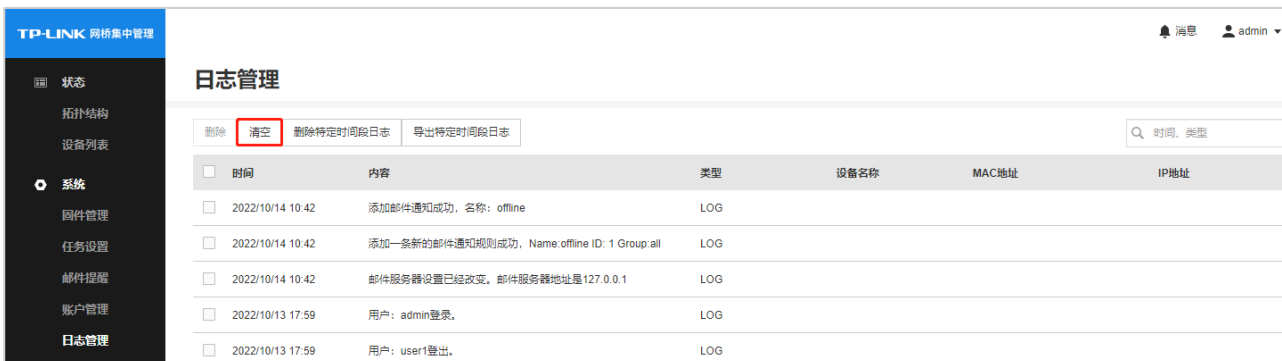 TP-LINK 网桥集中管理
消息 admin
状态
拓扑结构
设备列表
系统
固件管理
任务设置
邮件提醒
账户管理
日志管理
日志管理
删除 清空 删除特定时间段日志 导出特定时间段日志 时间、类型
时间 内容 类型 设备名称 MAC地址 IP地址
2022/10/14 10:42 添加邮件通知成功，名称：offline LOG
2022/10/14 10:42 添加一条新的邮件通知规则成功，Name:offline ID: 1 Group:all LOG
2022/10/14 10:42 邮件服务器设置已经改变。邮件服务器地址是127.0.0.1 LOG
2022/10/13 17:59 用户：admin登录。 LOG
2022/10/13 17:59 用户：user1登出。 LOG